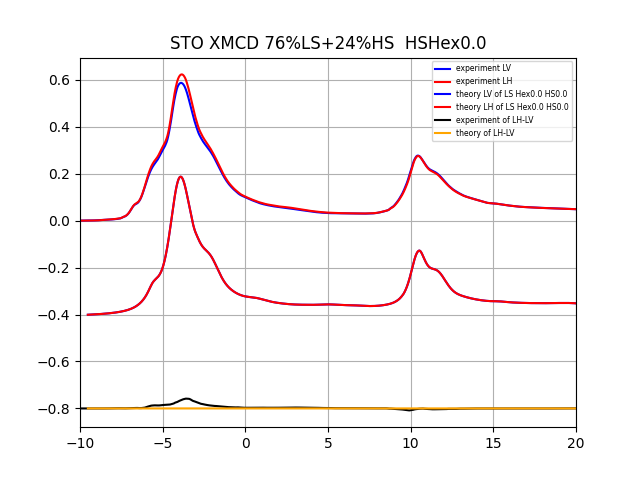 STO XMCD 76%LS+24%HS  HSHex0.0
experiment LV
experiment LH
theory LV of LS Hex0.0 HS0.0
theory LH of LS Hex0.0 HS0.0
experiment of LH-LV
theory of LH-LV
0.6
0.4
0.2
0.0
−0.2
−0.4
−0.6
−0.8
−10 −5 0 5 10 15 20